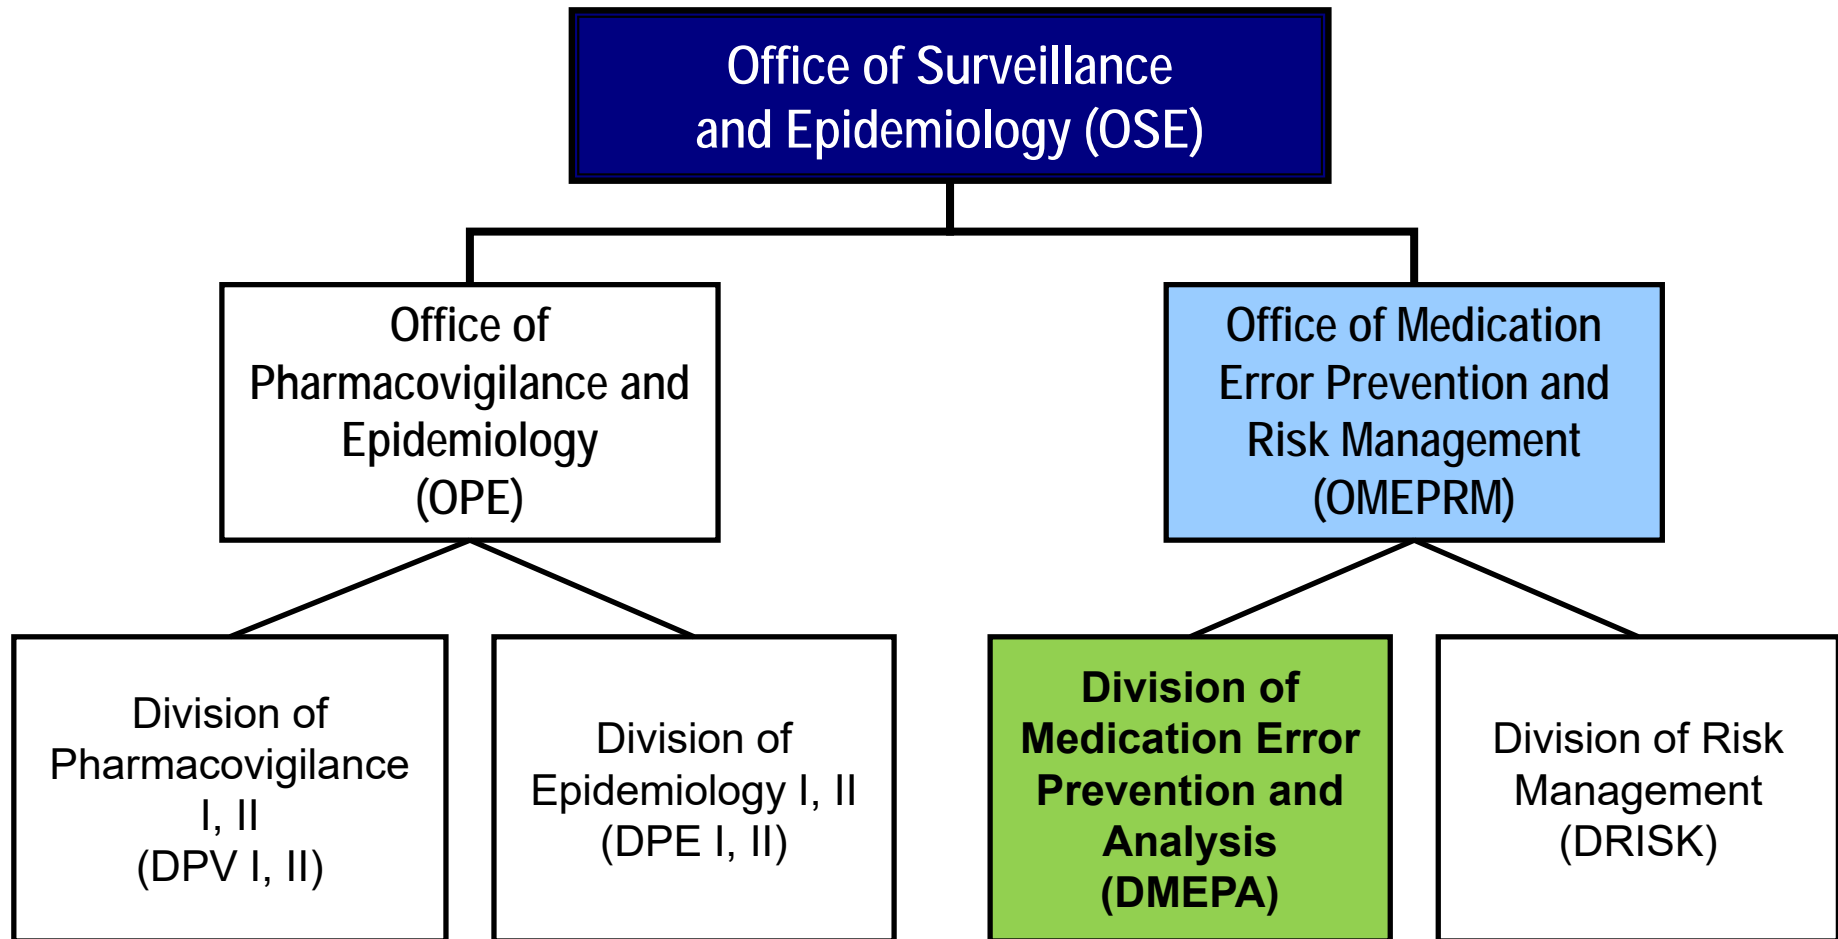 Office of Surveillance
and Epidemiology (OSE)
Office of
Pharmacovigilance and
Epidemiology
(OPE)
Office of Medication
Error Prevention and
Risk Management
(OMEPRM)
Division of
Pharmacovigilance
I, II
(DPV I, II)
Division of
Epidemiology I, II
(DPE I, II)
Division of
Medication Error
Prevention and
Analysis
(DMEPA)
Division of Risk
Management
(DRISK)